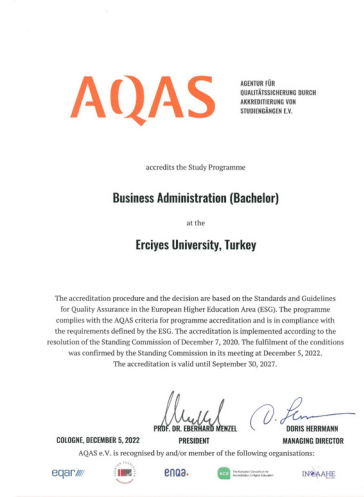 AQAS
AGENTUR FÜR
QUALITÄTSSICHERUNG DURCH
AKKREDITIERUNG VON
STUDIENGÄNGEN E.V.
accredits the Study Programme
Business Administration (Bachelor)
at the
Erciyes University, Turkey
The accreditation procedure and the decision are based on the Standards and Guidelines
for Quality Assurance in the European Higher Education Area (ESG). The programme
complies with the AQAS criteria for programme accreditation and is in compliance with
the requirements defined by the ESG. The accreditation is implemented according to the
resolution of the Standing Commission of December 7, 2020. The fulfilment of the conditions
was confirmed by the Standing Commission in its meeting at December 5, 2022.
The accreditation is valid until September 30, 2027.
PROF. DR. EBERHARD MENZEL
DORIS HERRMANN
COLOGNE, DECEMBER 5, 2022
PRESIDENT
MANAGING DIRECTOR
AQAS e.V. is recognised by and/or member of the following organisations:
eqar
enqa.
eca
INQAAHE